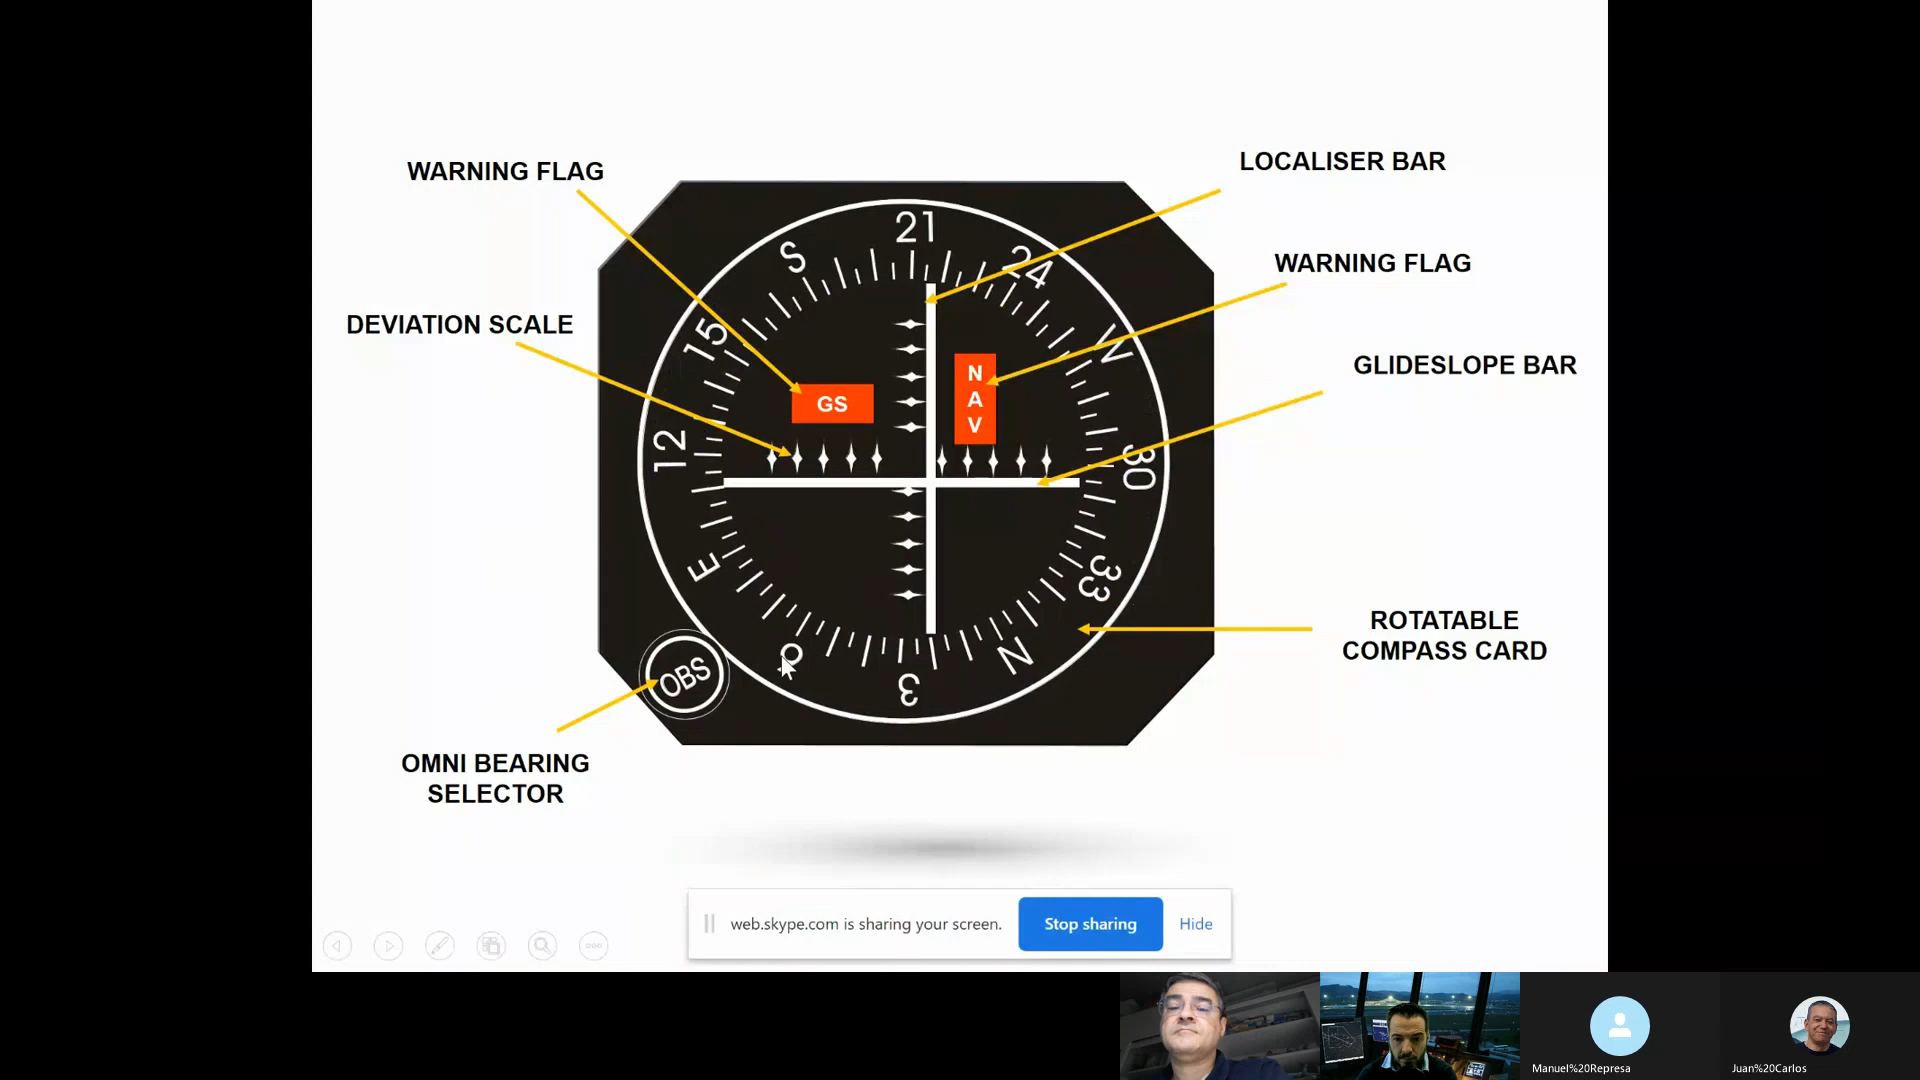 WARNING FLAG
LOCALISER BAR
WARNING FLAG
DEVIATION SCALE
GLIDESLOPE BAR
21
24
W
30
33
N
3
6
E
12
15
S
GS
N
A
V
OBS
ROTATABLE
COMPASS CARD
OMNI BEARING
SELECTOR
web.skype.com is sharing your screen.
Stop sharing
Hide
Manuel%20Represa
Juan%20Carlos